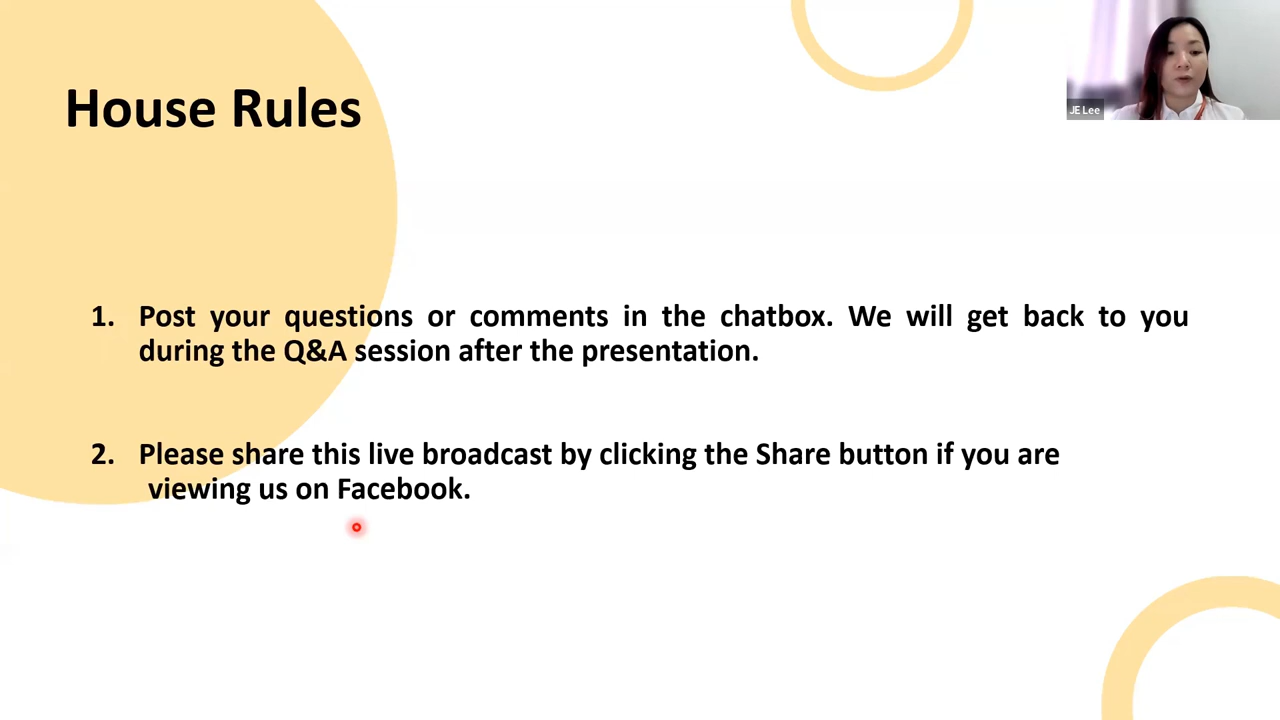 House Rules
JE Lee
1. Post your questions or comments in the chatbox. We will get back to you
during the Q&A session after the presentation.
2. Please share this live broadcast by clicking the Share button if you are
viewing us on Facebook.